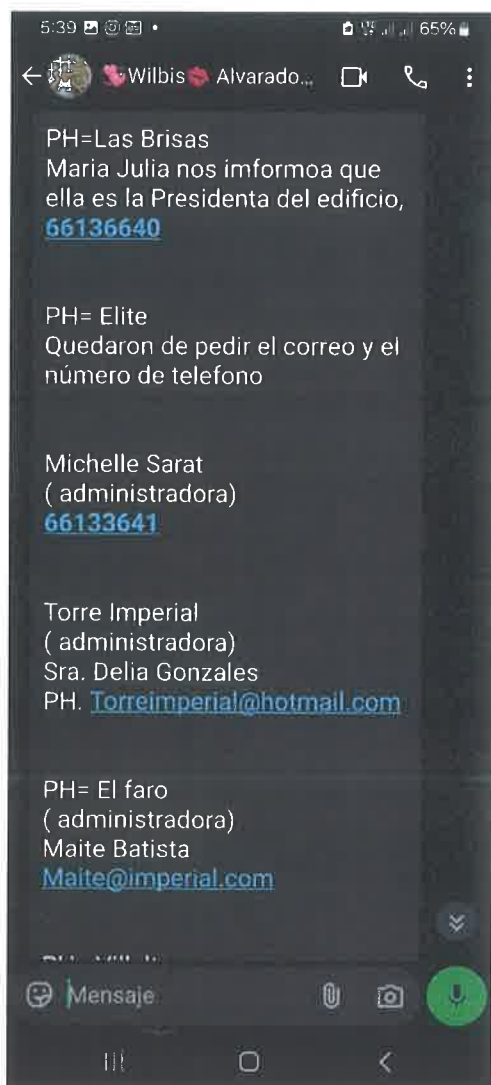 5:39
65%
Wilbis Alvarado...
PH=Las Brisas
Maria Julia nos imformoa que
ella es la Presidenta del edificio,
66136640
PH= Elite
Quedaron de pedir el correo y el
número de telefono
Michelle Sarat
( administradora)
66133641
Torre Imperial
( administradora)
Sra. Delia Gonzales
PH. Torreimperial@hotmail.com
PH= El faro
( administradora)
Maite Batista
Maite@imperial.com
Mensaje